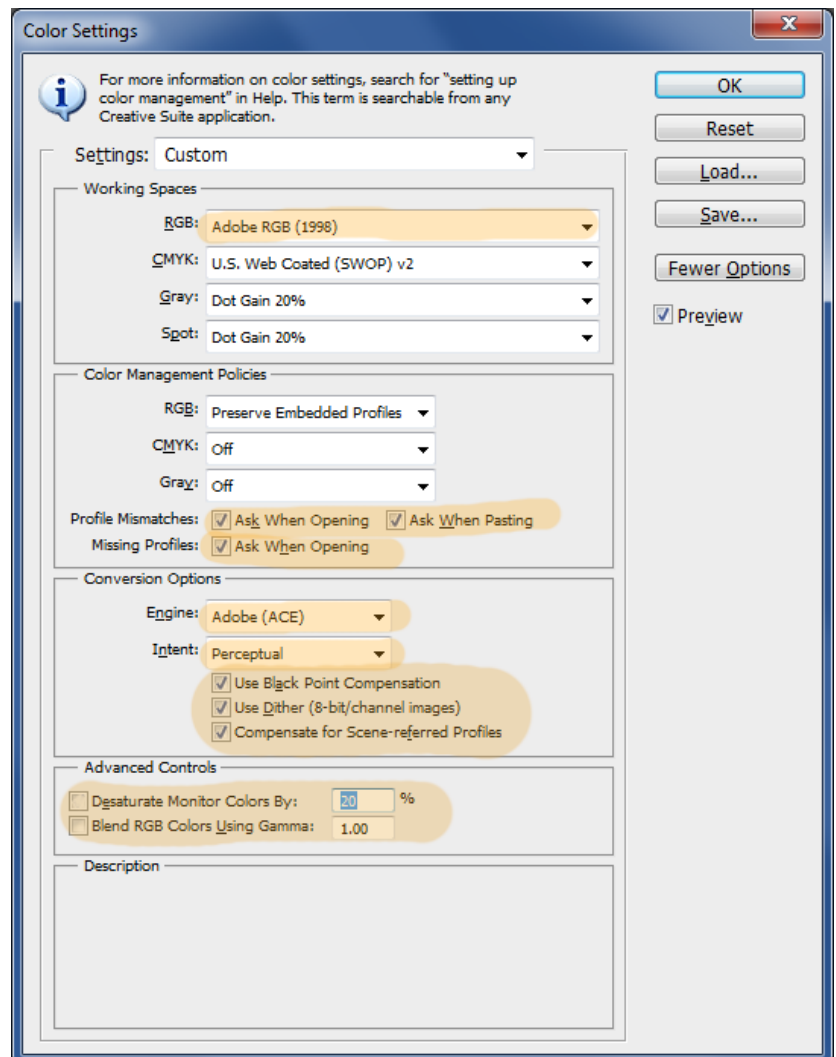 Color Settings
For more information on color settings, search for “setting up
color management” in Help. This term is searchable from any
Creative Suite application.
OK
Reset
Load...
Save...
Fewer Options
Preview
Settings: Custom
Working Spaces
RGB: Adobe RGB (1998)
CMYK: U.S. Web Coated (SWOP) v2
Gray: Dot Gain 20%
Spot: Dot Gain 20%
Color Management Policies
RGB: Preserve Embedded Profiles
CMYK: Off
Gray: Off
Profile Mismatches: Ask When Opening Ask When Pasting
Missing Profiles: Ask When Opening
Conversion Options
Engine: Adobe (ACE)
Intent: Perceptual
Use Black Point Compensation
Use Dither (8-bit/channel images)
Compensate for Scene-referred Profiles
Advanced Controls
Desaturate Monitor Colors By: 20 %
Blend RGB Colors Using Gamma: 1.00
Description